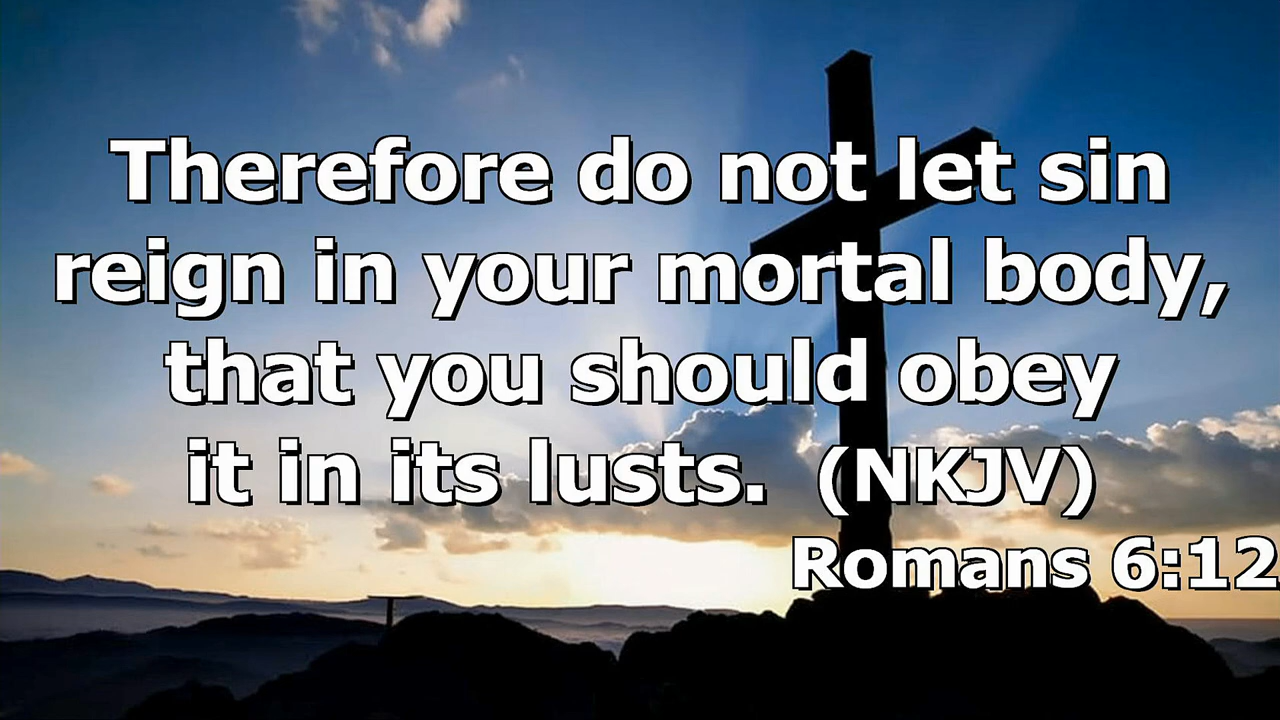 Therefore do not let sin
reign in your mortal body,
that you should obey
it in its lusts. (NKJV)
Romans 6:12